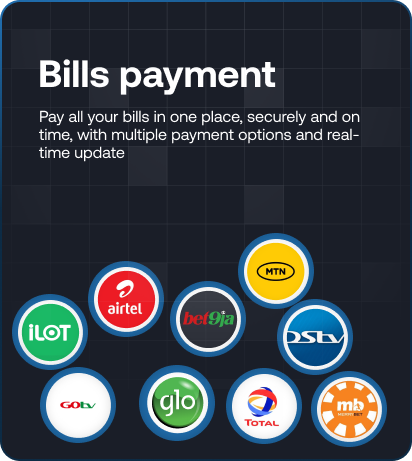 Bills payment
Pay all your bills in one place, securely and on
time, with multiple payment options and real-
time update
MTN
airtel
bet9ja
iLOT
DStv
GOtv
glo
TOTAL
mb